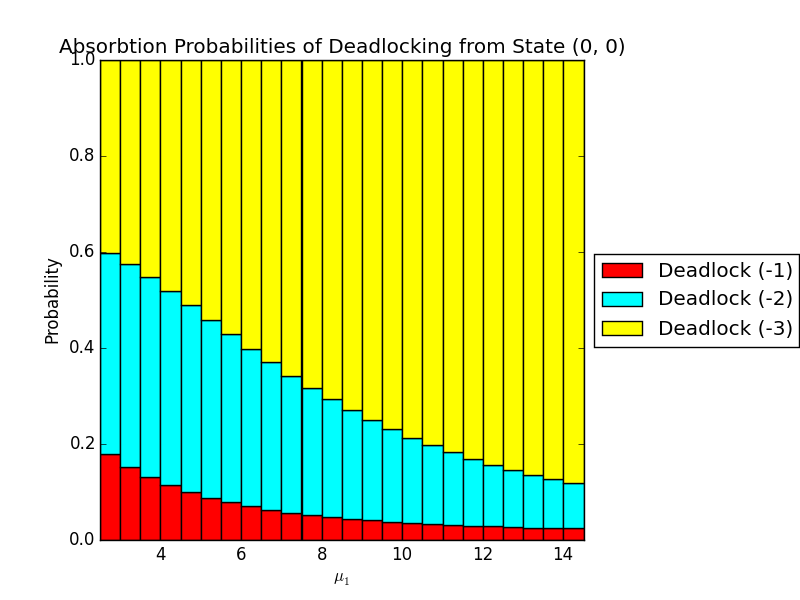 Absorbtion Probabilities of Deadlocking from State (0, 0)
1.0
0.8
0.6
0.4
0.2
0.0
Probability
4 6 8 10 12 14
μ₁
Deadlock (-1)
Deadlock (-2)
Deadlock (-3)